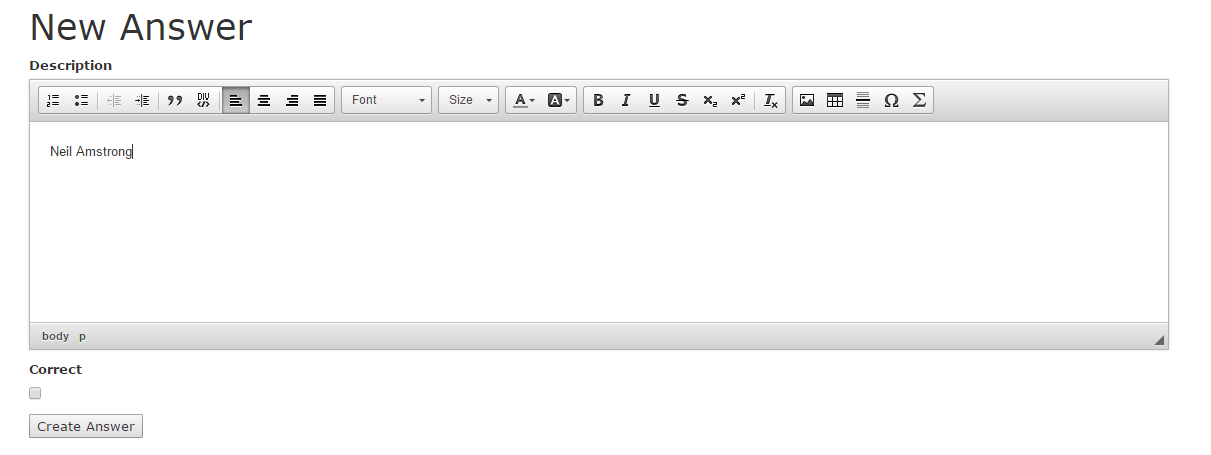 New Answer
Description
Font Size
Neil Amstrong
body p
Correct
Create Answer